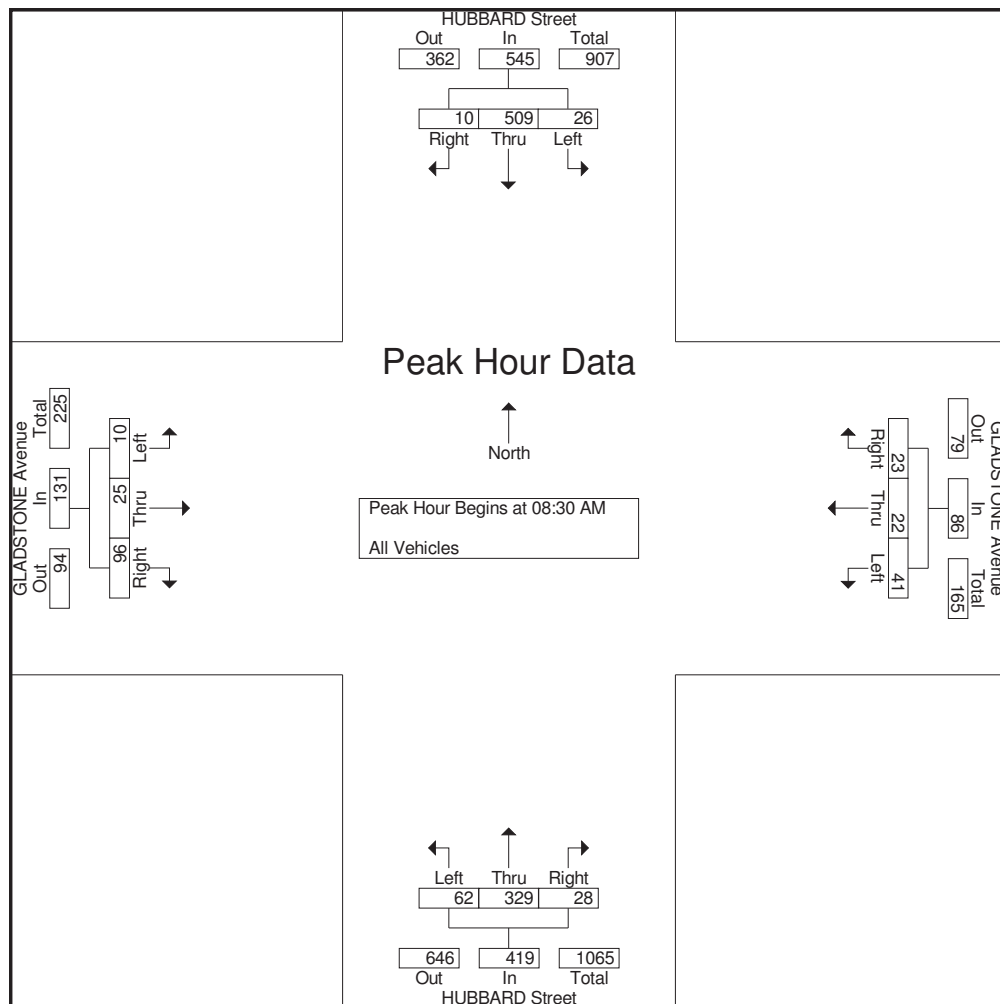 HUBBARD Street
Out In Total
362 545 907
10 509 26
Right Thru Left
Peak Hour Data
North
Peak Hour Begins at 08:30 AM
All Vehicles
GLADSTONE Avenue
Out In Total
94 131 225
Right Thru Left
96 25 10
GLADSTONE Avenue
Out In Total
79 86 165
23 22 41
Right Thru Left
Left Thru Right
62 329 28
646 419 1065
Out In Total
HUBBARD Street